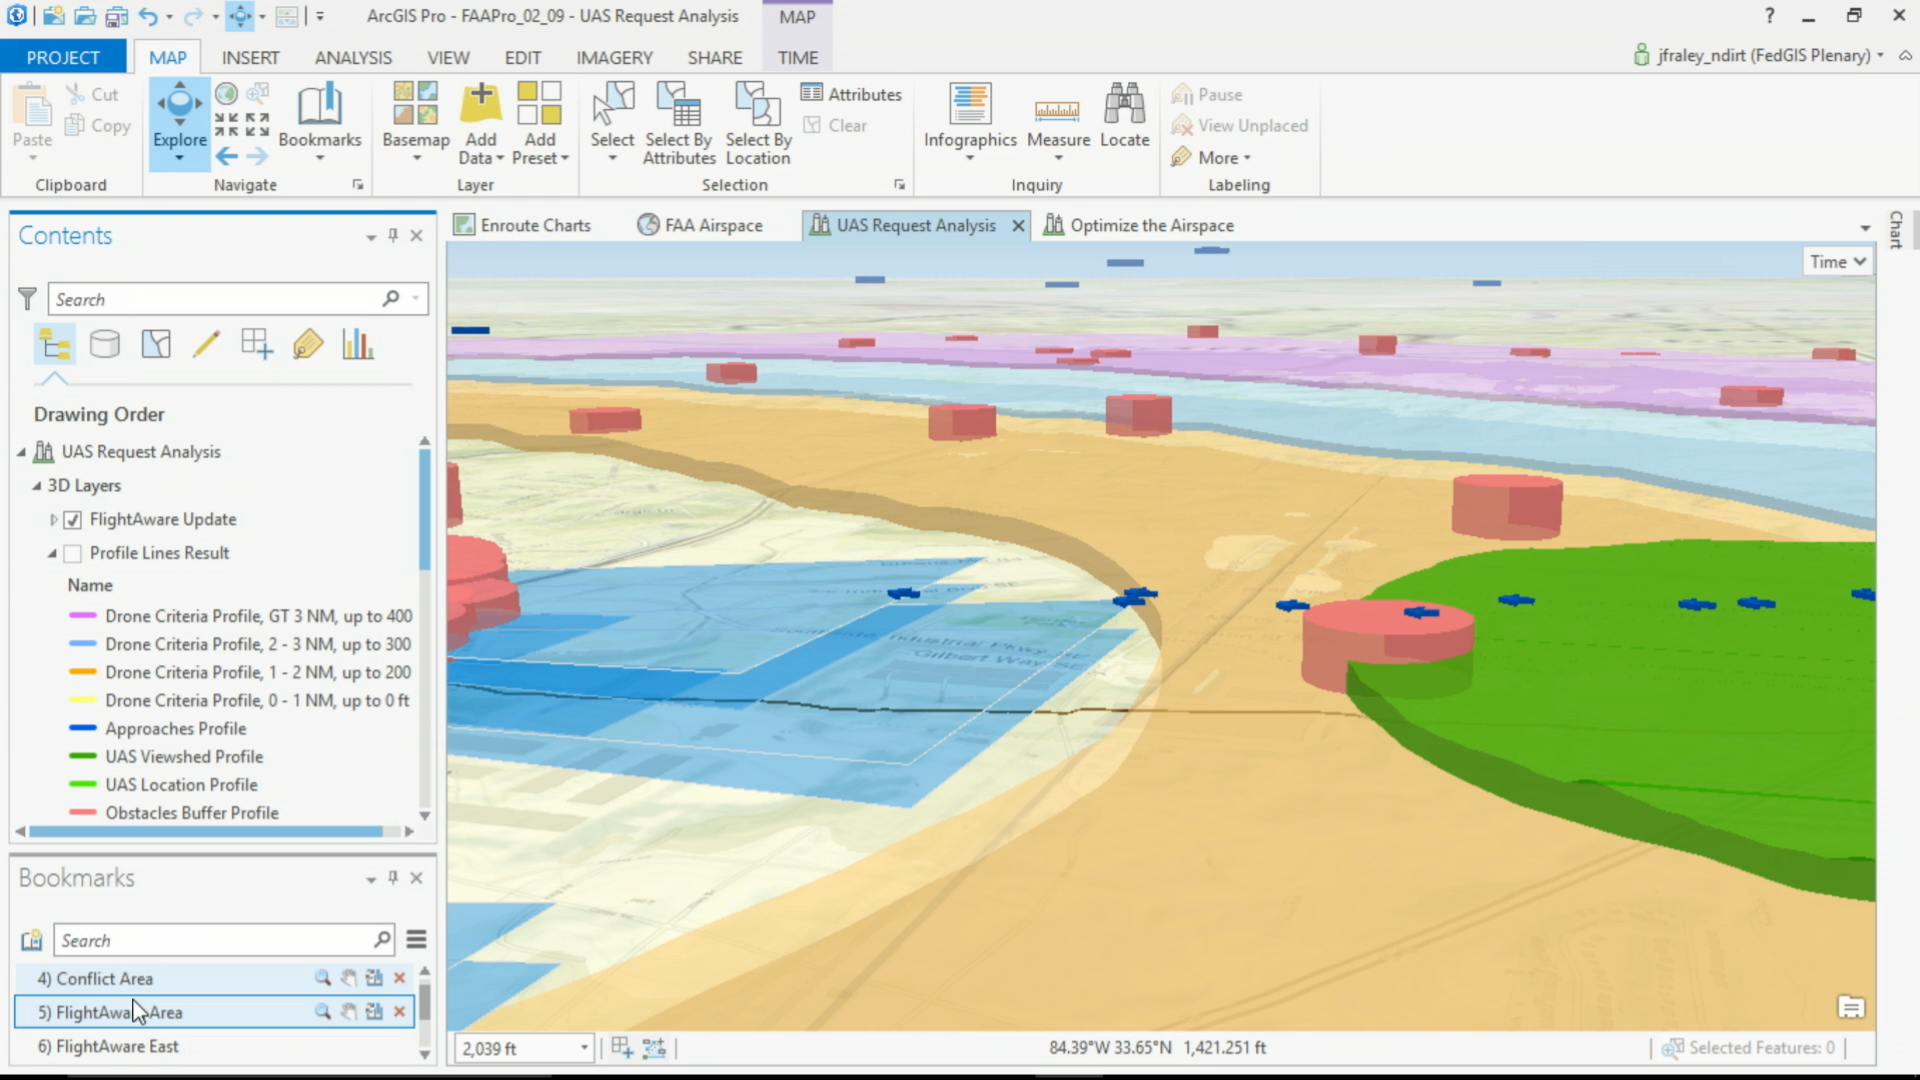 ArcGIS Pro - FAAPro_02_09 - UAS Request Analysis
MAP
?
PROJECT
MAP
INSERT
ANALYSIS
VIEW
EDIT
IMAGERY
SHARE
TIME
jfraley_ndirt (FedGIS Plenary)
Paste
Cut
Copy
Clipboard
Explore
Bookmarks
Navigate
Basemap
Add Data
Add Preset
Layer
Select
Select By Attributes
Select By Location
Attributes
Clear
Selection
Infographics
Measure
Locate
Inquiry
Pause
View Unplaced
More
Labeling
Contents
Search
Drawing Order
UAS Request Analysis
3D Layers
FlightAware Update
Profile Lines Result
Name
Drone Criteria Profile, GT 3 NM, up to 400
Drone Criteria Profile, 2 - 3 NM, up to 300
Drone Criteria Profile, 1 - 2 NM, up to 200
Drone Criteria Profile, 0 - 1 NM, up to 0 ft
Approaches Profile
UAS Viewshed Profile
UAS Location Profile
Obstacles Buffer Profile
Bookmarks
Search
4) Conflict Area
5) FlightAware Area
6) FlightAware East
Enroute Charts
FAA Airspace
UAS Request Analysis
Optimize the Airspace
Chart
Time
Industrial Pkwy SE
Gilbert Way SE
2,039 ft
84.39°W 33.65°N 1,421.251 ft
Selected Features: 0